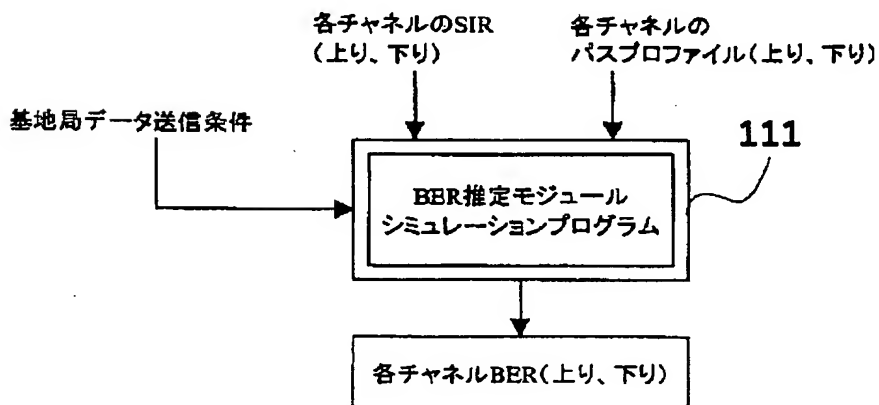 各チャネルのSIR
(上り、下り)
各チャネルの
パスプロファイル(上り、下り)
基地局データ送信条件
111
BER推定モジュール
シミュレーションプログラム
各チャネルBER(上り、下り)